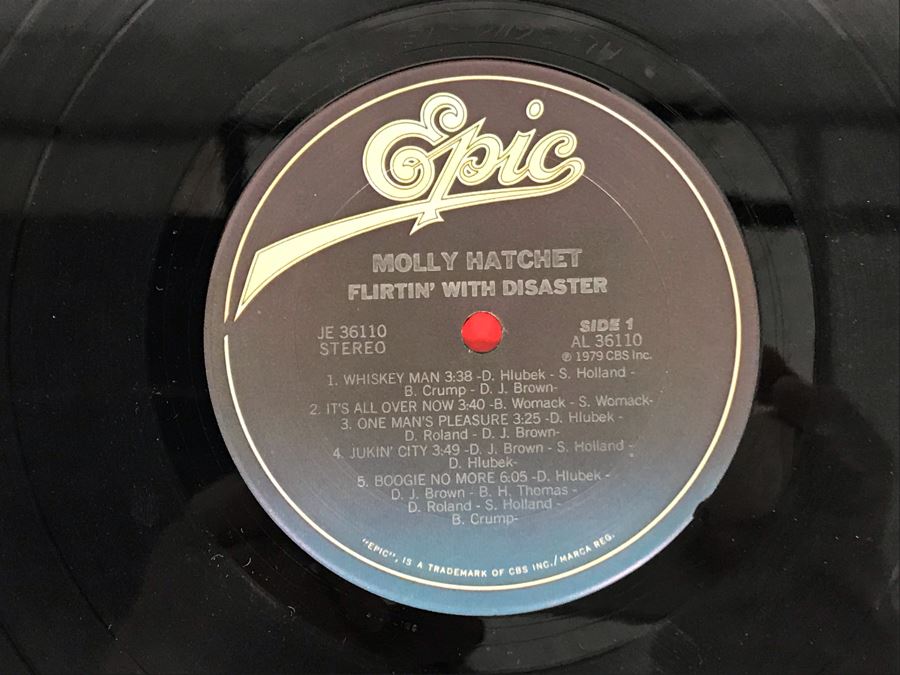 Epic
MOLLY HATCHET
FLIRTIN' WITH DISASTER
JE 36110
STEREO
SIDE 1
AL 36110
℗ 1979 CBS Inc.
1. WHISKEY MAN 3:38 -D. Hlubek - S. Holland -
B. Crump - D. J. Brown-
2. IT'S ALL OVER NOW 3:40 -B. Womack - S. Womack-
3. ONE MAN'S PLEASURE 3:25 -D. Hlubek -
D. Roland - D. J. Brown-
4. JUKIN' CITY 3:49 -D. J. Brown - S. Holland -
D. Hlubek-
5. BOOGIE NO MORE 6:05 -D. Hlubek -
D. J. Brown - B. H. Thomas -
D. Roland - S. Holland -
B. Crump-
"EPIC", IS A TRADEMARK OF CBS INC./MARCA REG.